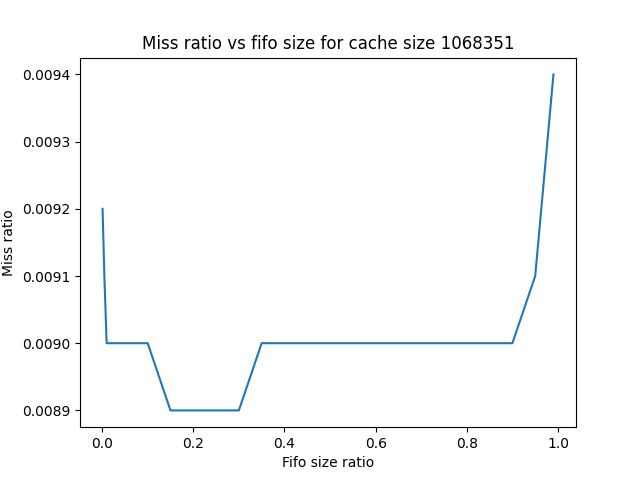 Miss ratio vs fifo size for cache size 1068351
0.0094
0.0093
0.0092
0.0091
0.0090
0.0089
Miss ratio
0.0 0.2 0.4 0.6 0.8 1.0
Fifo size ratio